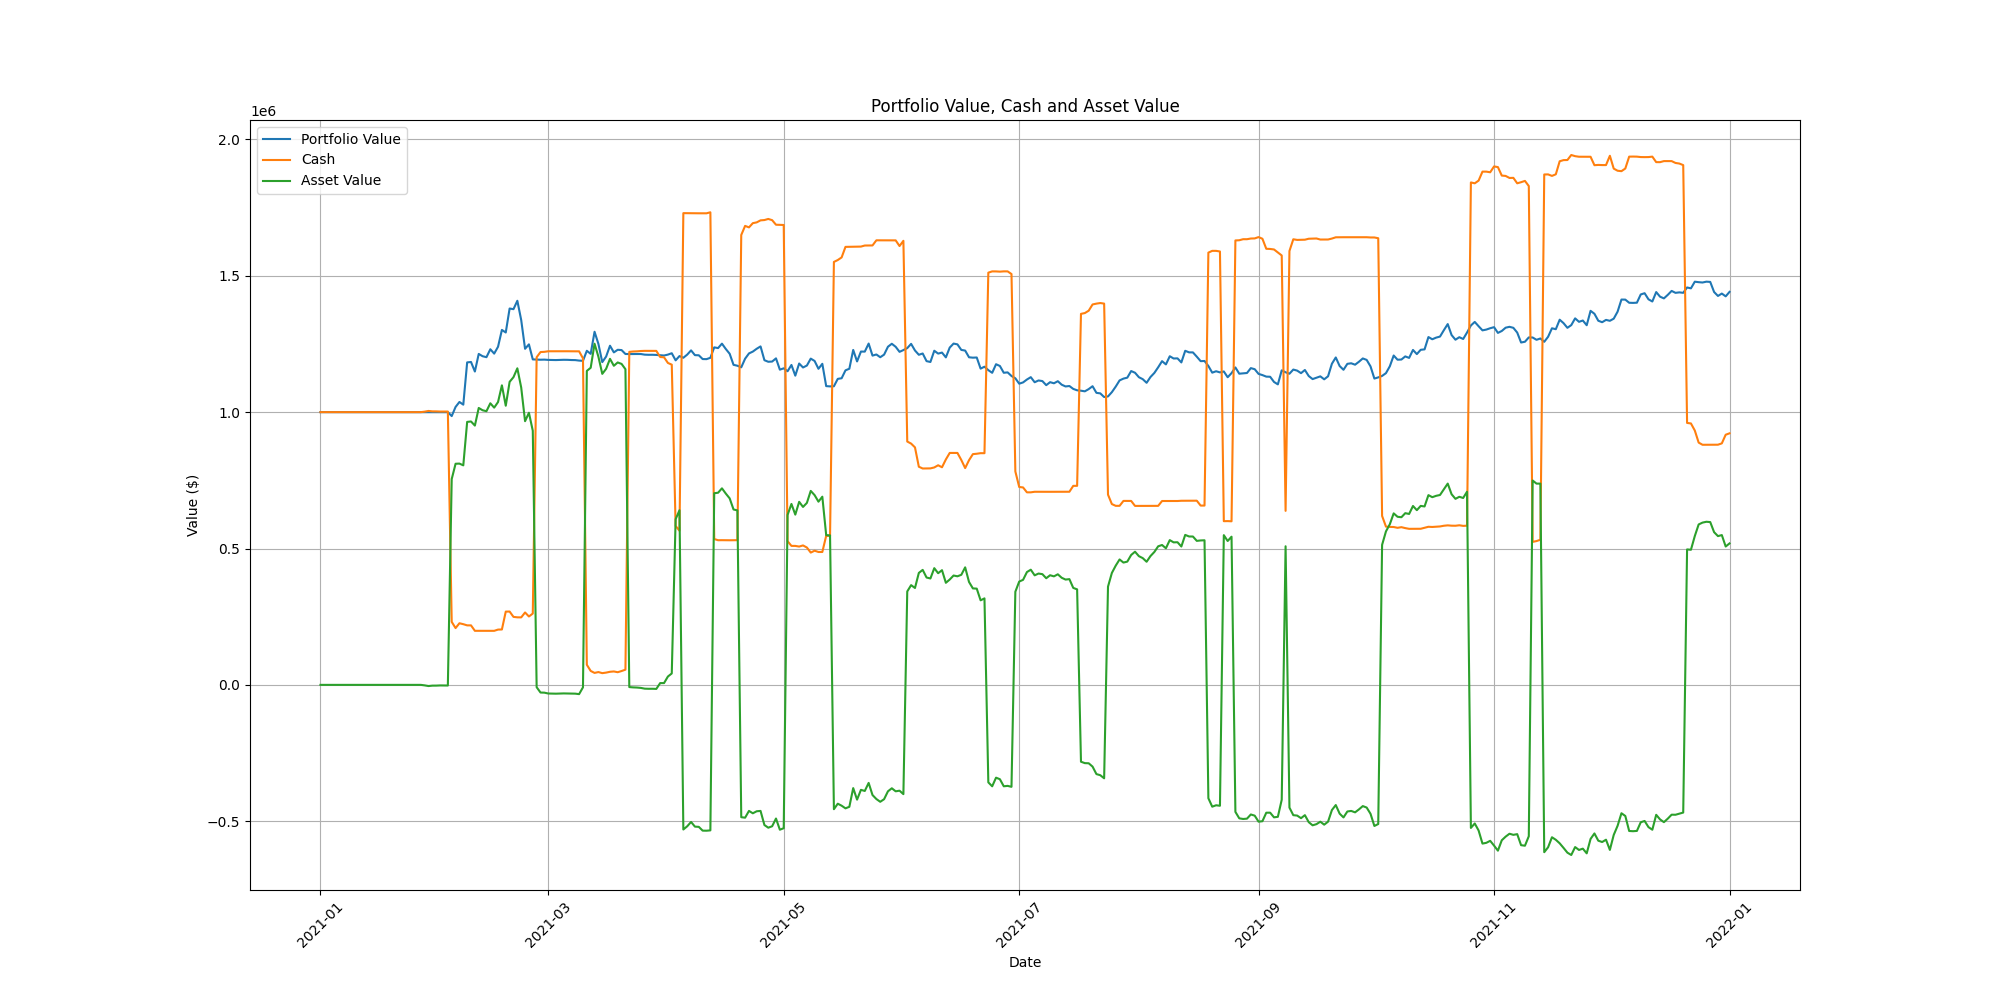 Portfolio Value, Cash and Asset Value
1e6
Portfolio Value
Cash
Asset Value
2.0
1.5
1.0
0.5
0.0
−0.5
Value ($)
2021-01
2021-03
2021-05
2021-07
2021-09
2021-11
2022-01
Date